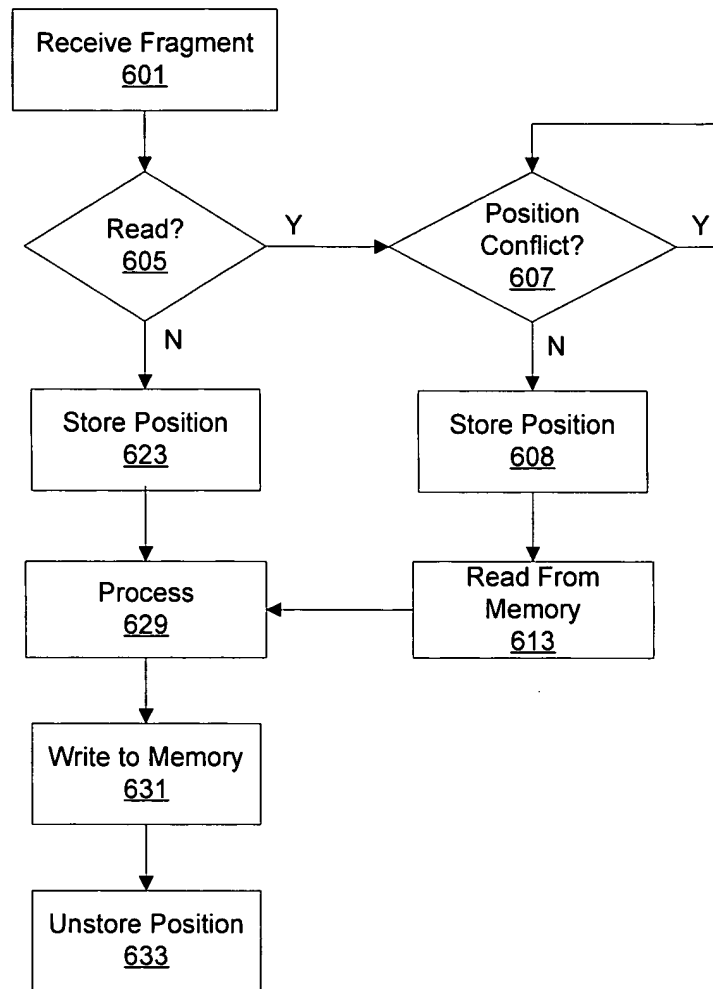 Receive Fragment
601
Read?
605
Y
Position
Conflict?
607
Y
N
N
Store Position
623
Store Position
608
Process
629
Read From
Memory
613
Write to Memory
631
Unstore Position
633